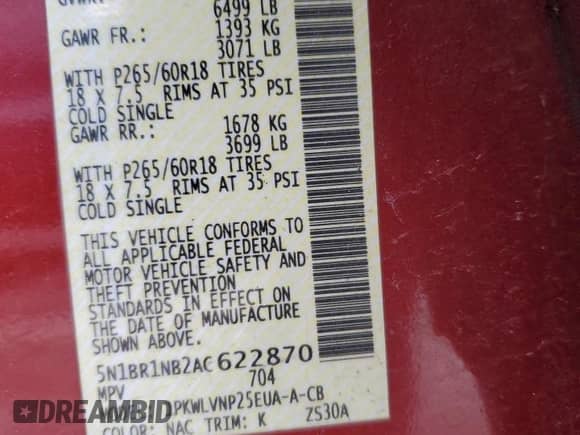 6499 LB
GAWR FR.: 1393 KG
3071 LB
WITH P265/60R18 TIRES
18 X 7.5 RIMS AT 35 PSI
COLD SINGLE
GAWR RR.: 1678 KG
3699 LB
WITH P265/60R18 TIRES
18 X 7.5 RIMS AT 35 PSI
COLD SINGLE
THIS VEHICLE CONFORMS TO
ALL APPLICABLE FEDERAL
MOTOR VEHICLE SAFETY AND
THEFT PREVENTION
STANDARDS IN EFFECT ON
THE DATE OF MANUFACTURE
SHOWN ABOVE.
5N1BR1NB2AC622870
MPV 704
PKWLVNP25EUA-A-CB
COLOR: NAC TRIM: K ZS30A
DIDBIDCARS.COM